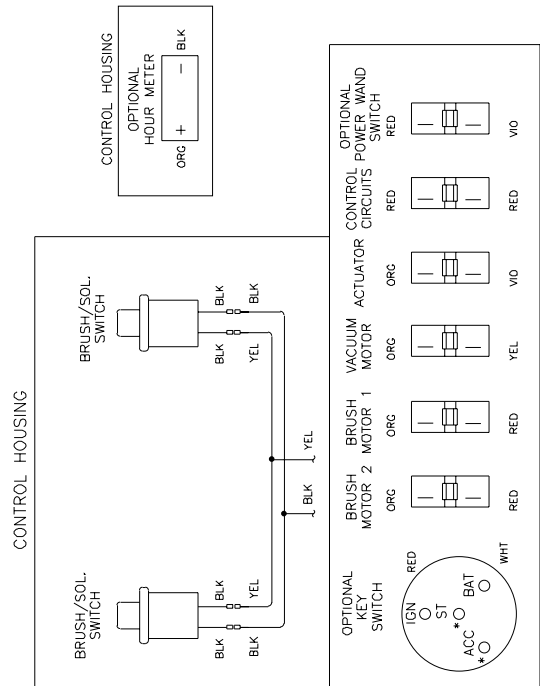 CONTROL HOUSING
OPTIONAL
HOUR METER
ORG
+
−
BLK
CONTROL HOUSING
BRUSH/SOL.
SWITCH
BLK
BLK
BLK
YEL
BRUSH/SOL.
SWITCH
BLK
BLK
YEL
BLK
BLK
YEL
OPTIONAL
KEY
SWITCH
IGN
RED
ST
*
ACC
*
BAT
WHT
BRUSH
MOTOR 2
ORG
RED
BRUSH
MOTOR 1
ORG
RED
VACUUM
MOTOR
ORG
YEL
ACTUATOR
ORG
VIO
CONTROL
CIRCUITS
RED
RED
OPTIONAL
POWER WAND
SWITCH
RED
VIO